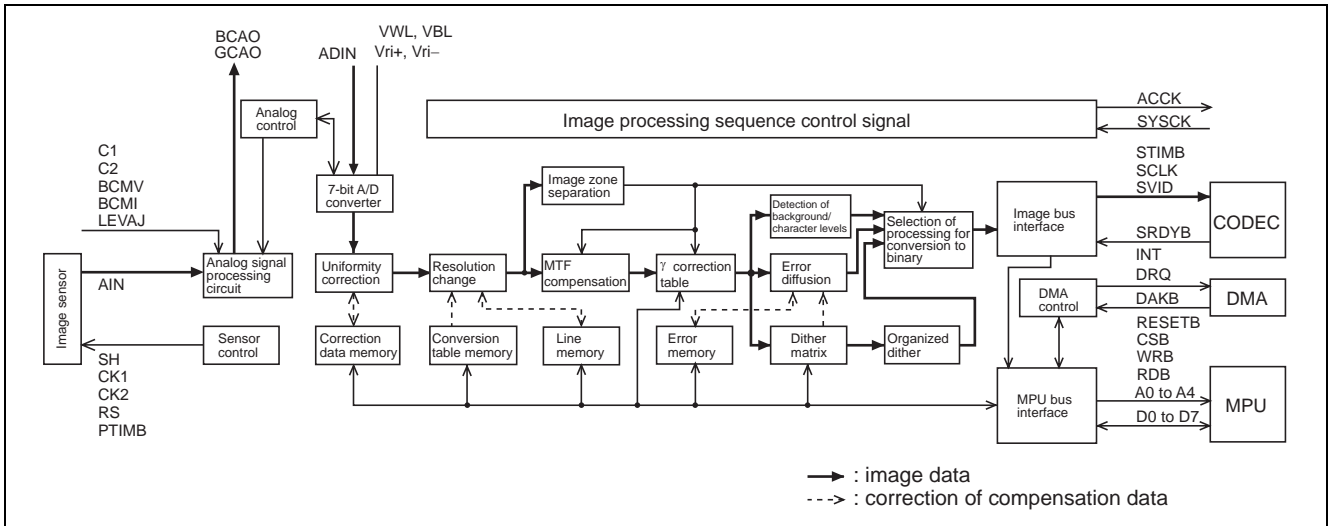 BCAO
GCAO
ADIN
VWL, VBL
Vri+, Vri−
Analog
control
Image processing sequence control signal
ACCK
SYSCK
C1
C2
BCMV
BCMI
LEVAJ
7-bit A/D
converter
Image zone
separation
Detection of
background/
character levels
Selection of
processing for
conversion to
binary
Image bus
interface
STIMB
SCLK
SVID
SRDYB
INT
CODEC
Image sensor
AIN
Analog signal
processing
circuit
Uniformity
correction
Resolution
change
MTF
compensation
γ correction
table
Error
diffusion
DMA
control
DRQ
DAKB
DMA
Sensor
control
Correction
data memory
Conversion
table memory
Line
memory
Error
memory
Dither
matrix
Organized
dither
SH
CK1
CK2
RS
PTIMB
MPU bus
interface
RESETB
CSB
WRB
RDB
A0 to A4
D0 to D7
MPU
: image data
: correction of compensation data